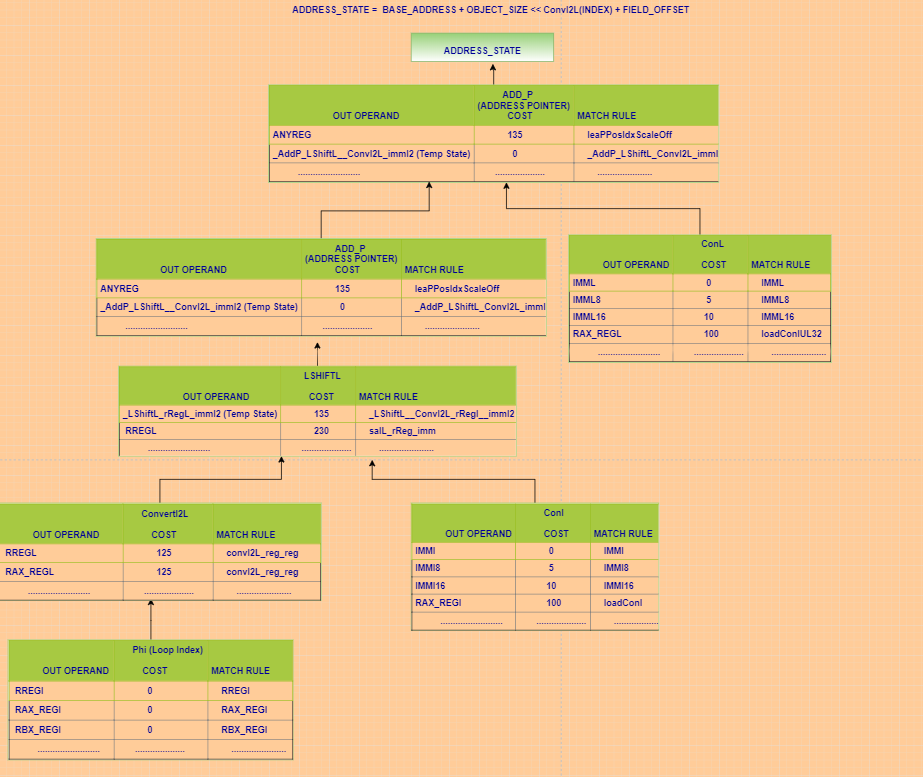 ADDRESS_STATE = BASE_ADDRESS + OBJECT_SIZE << ConvI2L(INDEX) + FIELD_OFFSET
ADDRESS_STATE
ADD_P
(ADDRESS POINTER)
OUT OPERAND COST MATCH RULE
ANYREG 135 leaPPosIdxScaleOff
_AddP_LShiftL__ConvI2L_immI2 (Temp State) 0 _AddP_LShiftL_ConvI2L_immI
........................ .................... ......................
ADD_P
(ADDRESS POINTER)
OUT OPERAND COST MATCH RULE
ANYREG 135 leaPPosIdxScaleOff
_AddP_LShiftL__ConvI2L_immI2 (Temp State) 0 _AddP_LShiftL_ConvI2L_immI
........................ .................... ......................
ConL
OUT OPERAND COST MATCH RULE
IMML 0 IMML
IMML8 5 IMML8
IMML16 10 IMML16
RAX_REGL 100 loadConIUL32
........................ .................... ......................
LSHIFTL
OUT OPERAND COST MATCH RULE
_LShiftL_rRegL_immI2 (Temp State) 135 _LShiftL__ConvI2L_rRegI__immI2
RREGL 230 salL_rReg_imm
........................ .................... ......................
ConvertI2L
OUT OPERAND COST MATCH RULE
RREGL 125 convI2L_reg_reg
RAX_REGL 125 convI2L_reg_reg
........................ .................... ......................
ConI
OUT OPERAND COST MATCH RULE
IMMI 0 IMMI
IMMI8 5 IMMI8
IMMI16 10 IMMI16
RAX_REGI 100 loadConI
........................ .................... ..................
Phi (Loop Index)
OUT OPERAND COST MATCH RULE
RREGI 0 RREGI
RAX_REGI 0 RAX_REGI
RBX_REGI 0 RBX_REGI
........................ .................... ......................